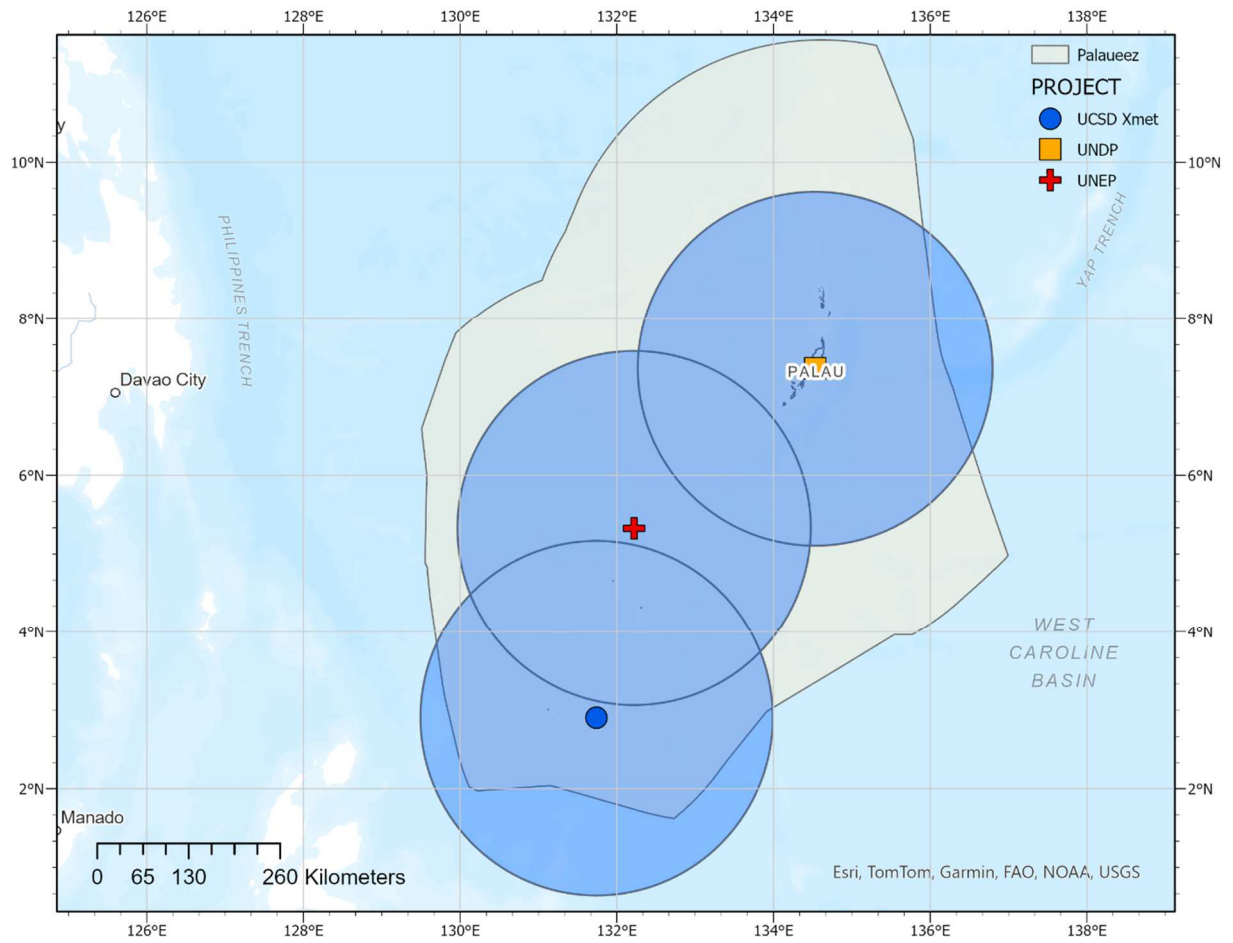 126°E 128°E 130°E 132°E 134°E 136°E 138°E
Palaueez
PROJECT
UCSD Xmet
UNDP
UNEP
y
10°N 10°N
PHILIPPINES TRENCH
YAP TRENCH
8°N 8°N
Davao City
PALAU
6°N 6°N
4°N 4°N
WEST
CAROLINE
BASIN
2°N 2°N
Manado
0 65 130 260 Kilometers
Esri, TomTom, Garmin, FAO, NOAA, USGS
126°E 128°E 130°E 132°E 134°E 136°E 138°E